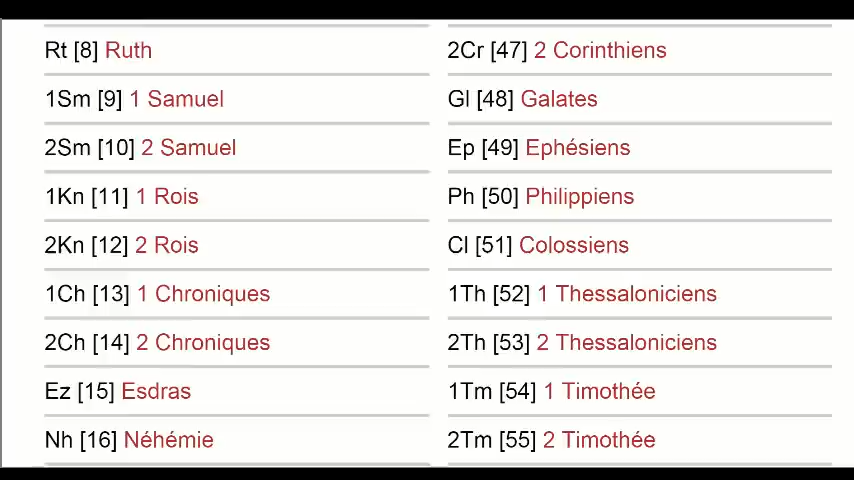 Rt [8] Ruth
1Sm [9] 1 Samuel
2Sm [10] 2 Samuel
1Kn [11] 1 Rois
2Kn [12] 2 Rois
1Ch [13] 1 Chroniques
2Ch [14] 2 Chroniques
Ez [15] Esdras
Nh [16] Néhémie
2Cr [47] 2 Corinthiens
Gl [48] Galates
Ep [49] Ephésiens
Ph [50] Philippiens
Cl [51] Colossiens
1Th [52] 1 Thessaloniciens
2Th [53] 2 Thessaloniciens
1Tm [54] 1 Timothée
2Tm [55] 2 Timothée